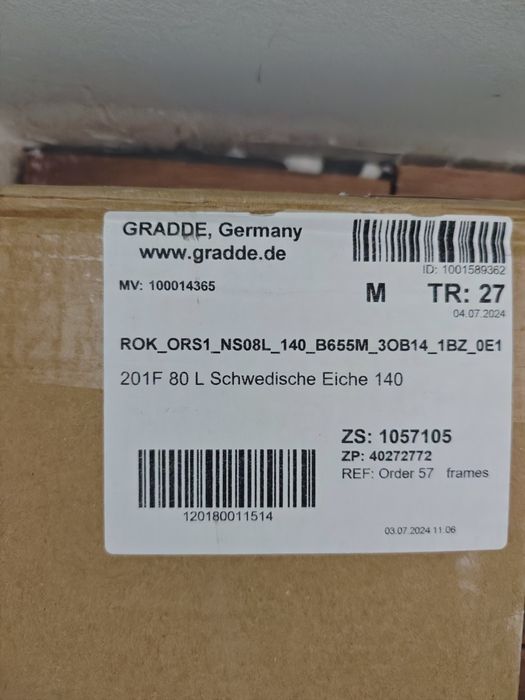 GRADDE, Germany
www.gradde.de
ID: 1001589362
MV: 100014365
M TR: 27
04.07.2024
ROK_ORS1_NS08L_140_B655M_3OB14_1BZ_0E1
201F 80 L Schwedische Eiche 140
ZS: 1057105
ZP: 40272772
REF: Order 57 frames
120180011514
03.07.2024 11:06